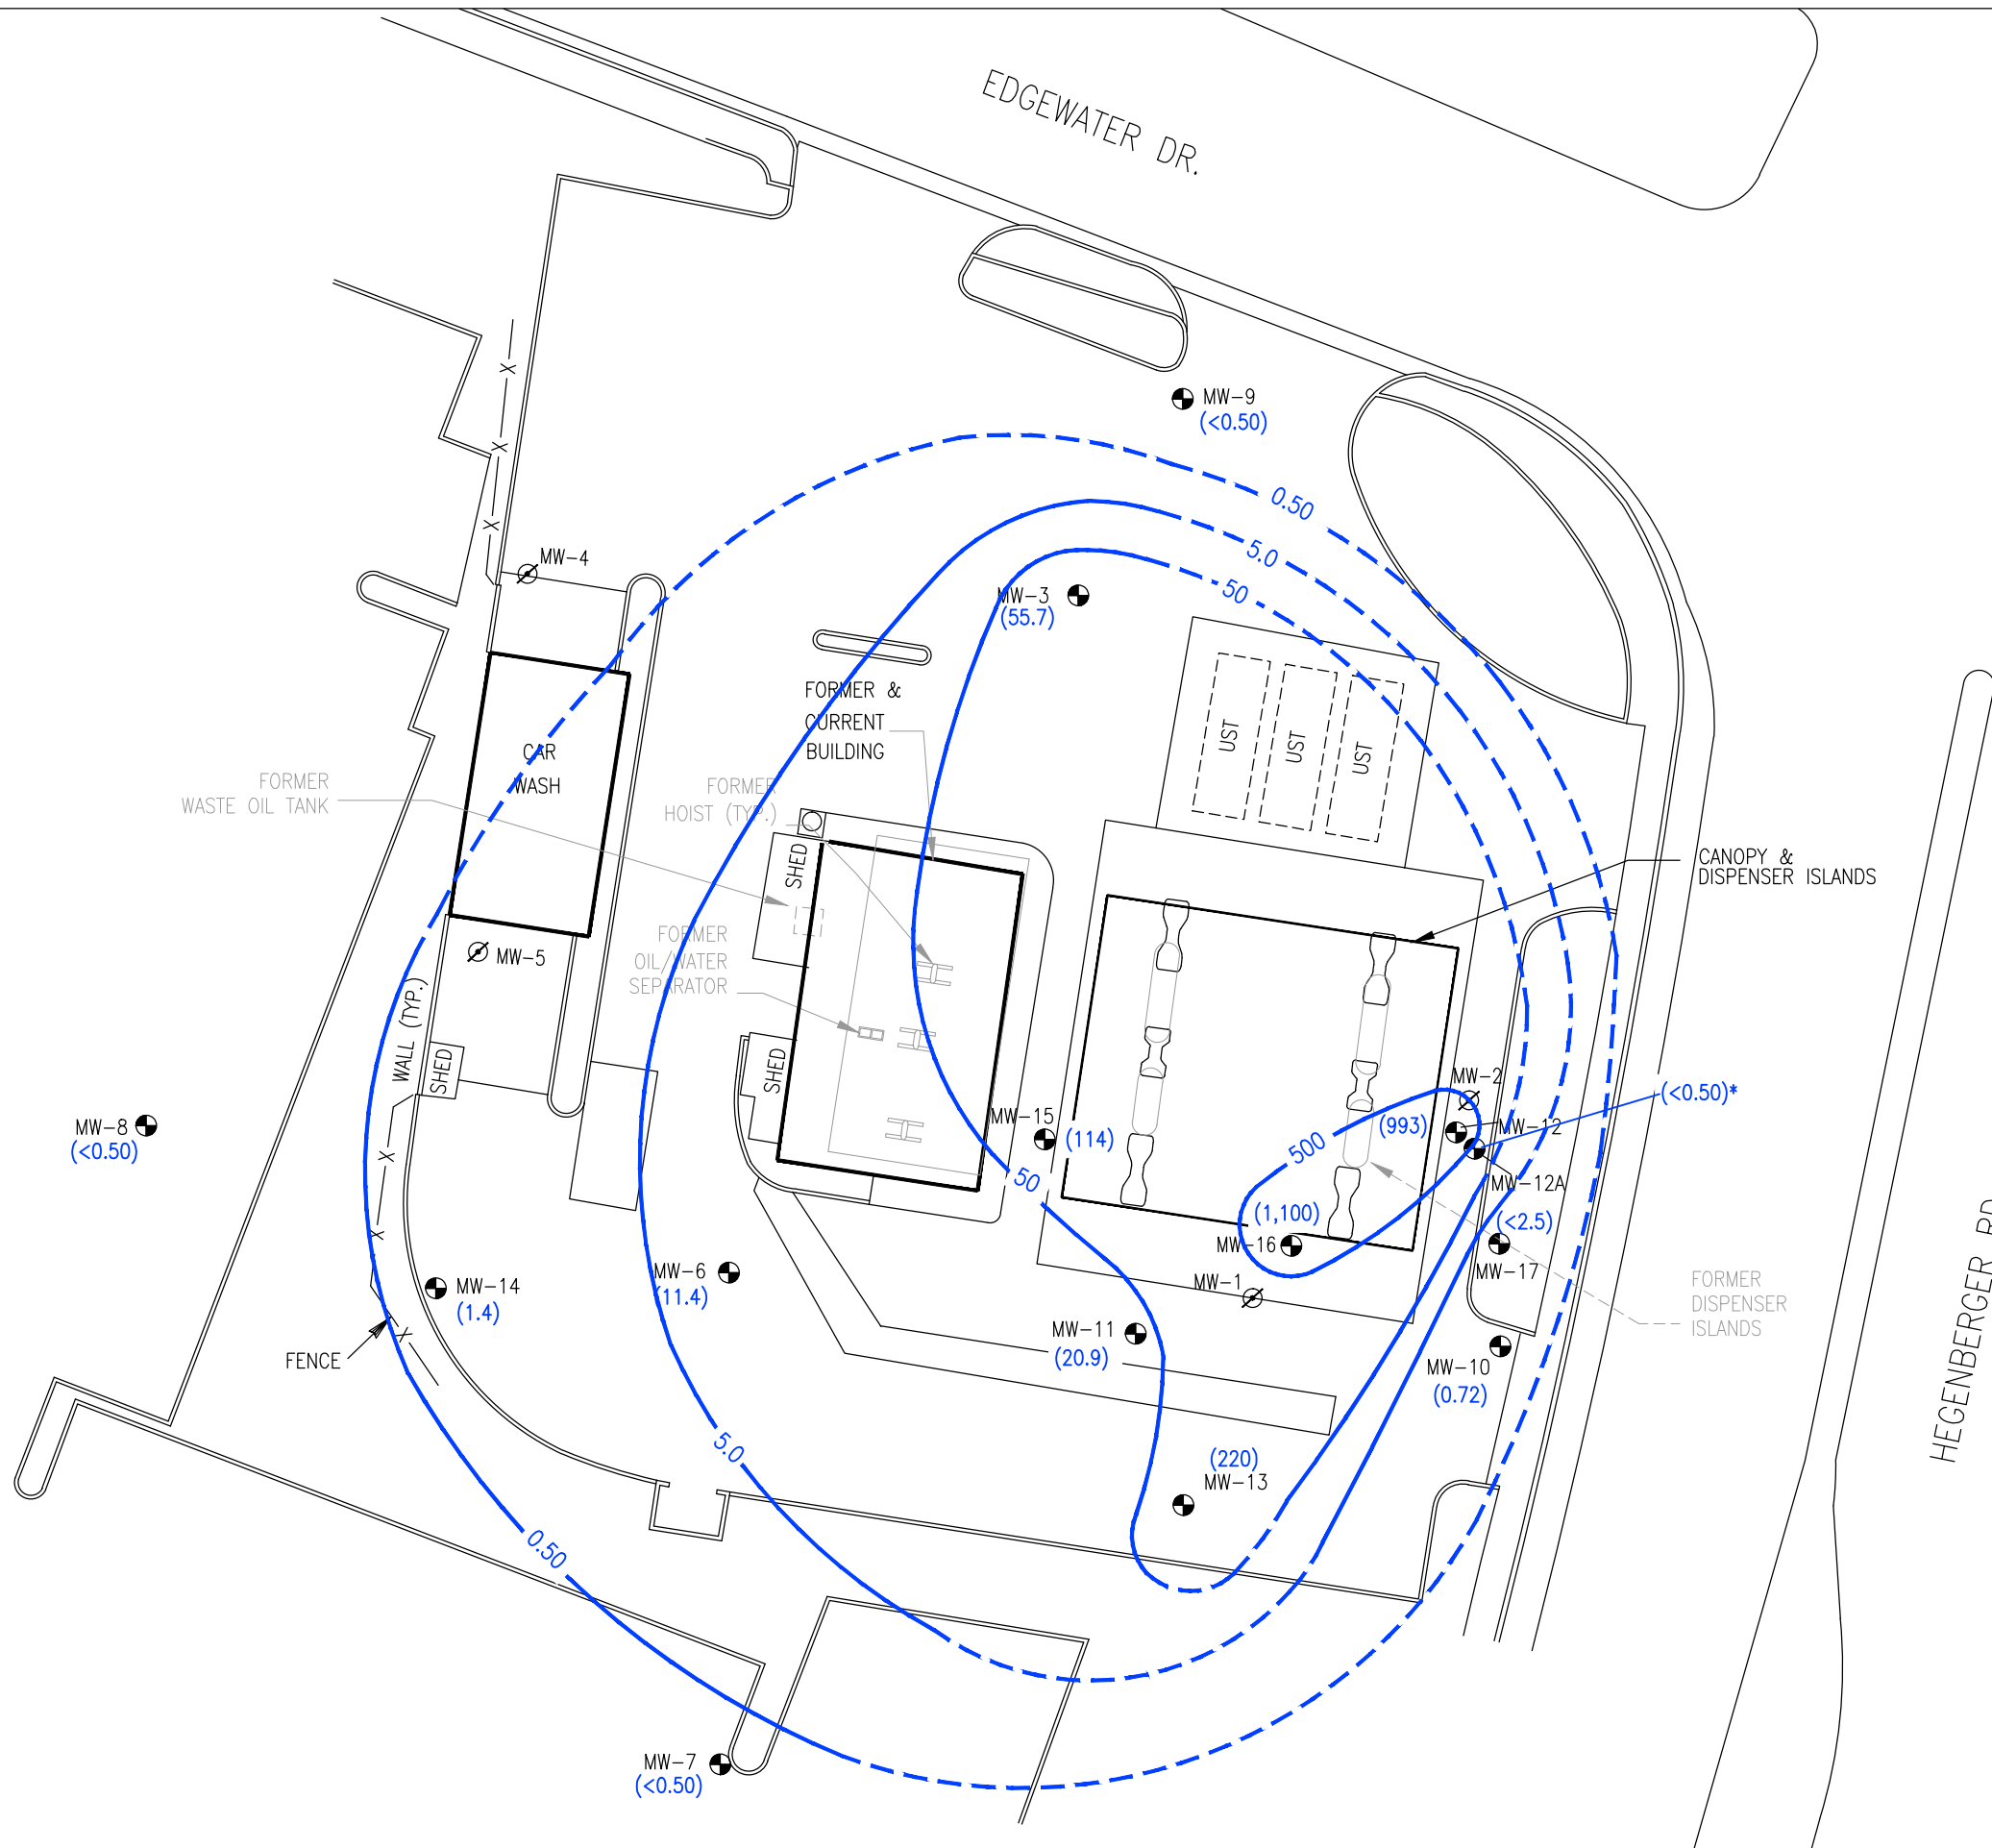 EDGEWATER DR.
MW-9
(<0.50)
0.50
5.0
50
MW-4
MW-3
(55.7)
UST
UST
UST
FORMER &
CURRENT
BUILDING
CAR
WASH
FORMER
WASTE OIL TANK
FORMER
HOIST (TYP.)
SHED
CANOPY &
DISPENSER ISLANDS
FORMER
OIL/WATER
SEPARATOR
MW-5
WALL (TYP.)
SHED
SHED
MW-2
(<0.50)*
MW-8
(<0.50)
MW-15
(114)
(993)
MW-12
500
50
MW-12A
(1,100)
(<2.5)
MW-16
MW-17
MW-1
MW-14
(1.4)
MW-6
(11.4)
FORMER
DISPENSER
ISLANDS
MW-11
(20.9)
MW-10
(0.72)
FENCE
X
X
X
X
X
X
HEGENBERGER RD
5.0
(220)
MW-13
0.50
MW-7
(<0.50)